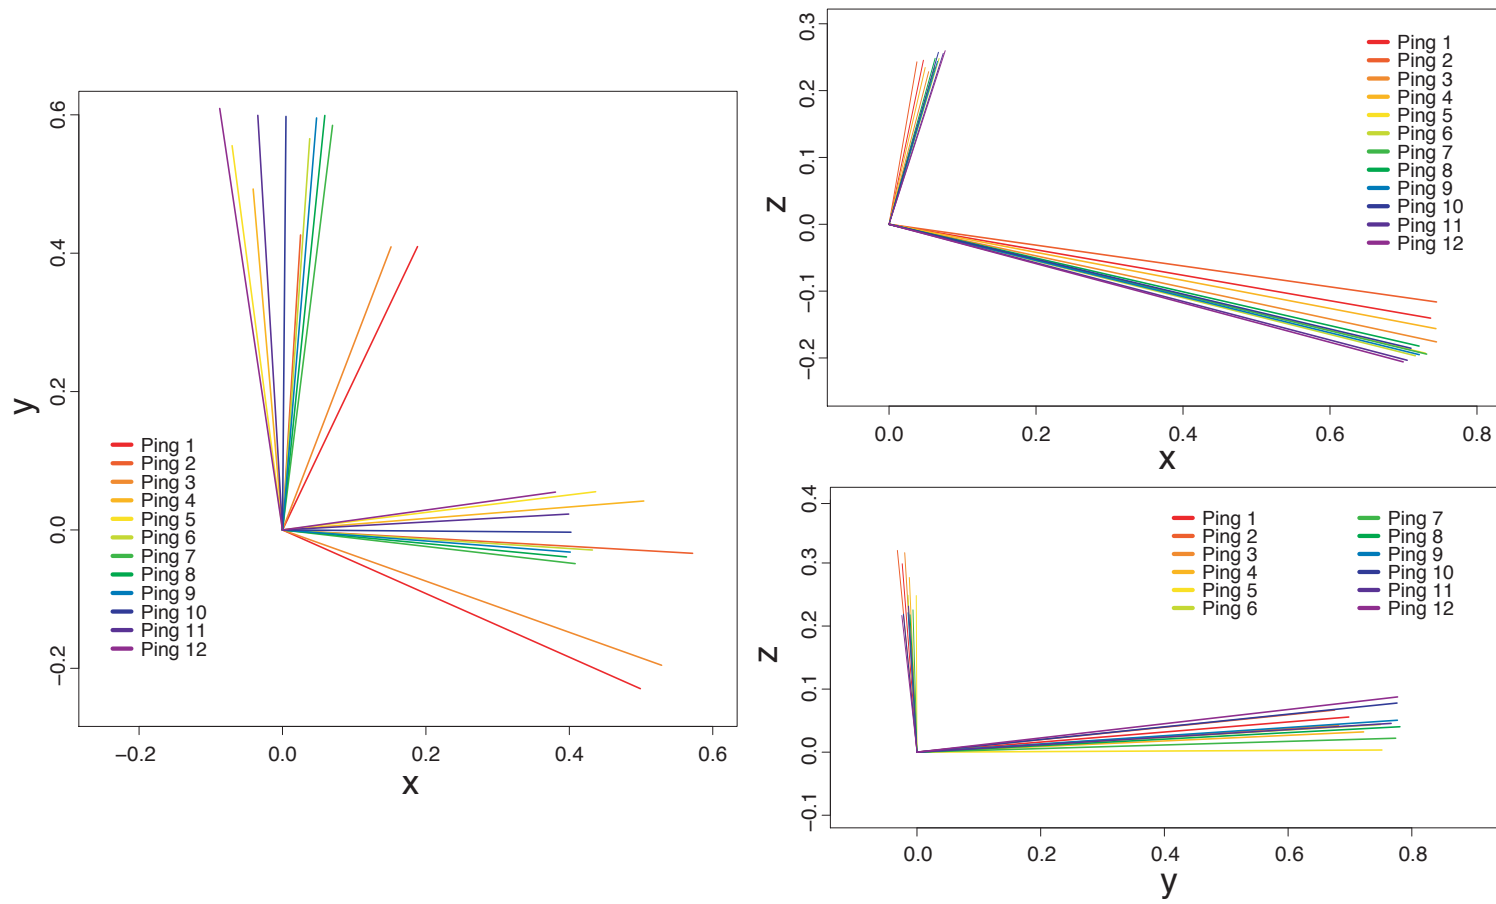 0.6
0.4
0.2
0.0
−0.2
y
Ping 1
Ping 2
Ping 3
Ping 4
Ping 5
Ping 6
Ping 7
Ping 8
Ping 9
Ping 10
Ping 11
Ping 12
−0.2 0.0 0.2 0.4 0.6
x
0.3
0.2
0.1
0.0
−0.1
−0.2
z
Ping 1
Ping 2
Ping 3
Ping 4
Ping 5
Ping 6
Ping 7
Ping 8
Ping 9
Ping 10
Ping 11
Ping 12
0.0 0.2 0.4 0.6 0.8
x
0.4
0.3
0.2
0.1
0.0
−0.1
z
Ping 1 Ping 7
Ping 2 Ping 8
Ping 3 Ping 9
Ping 4 Ping 10
Ping 5 Ping 11
Ping 6 Ping 12
0.0 0.2 0.4 0.6 0.8
y